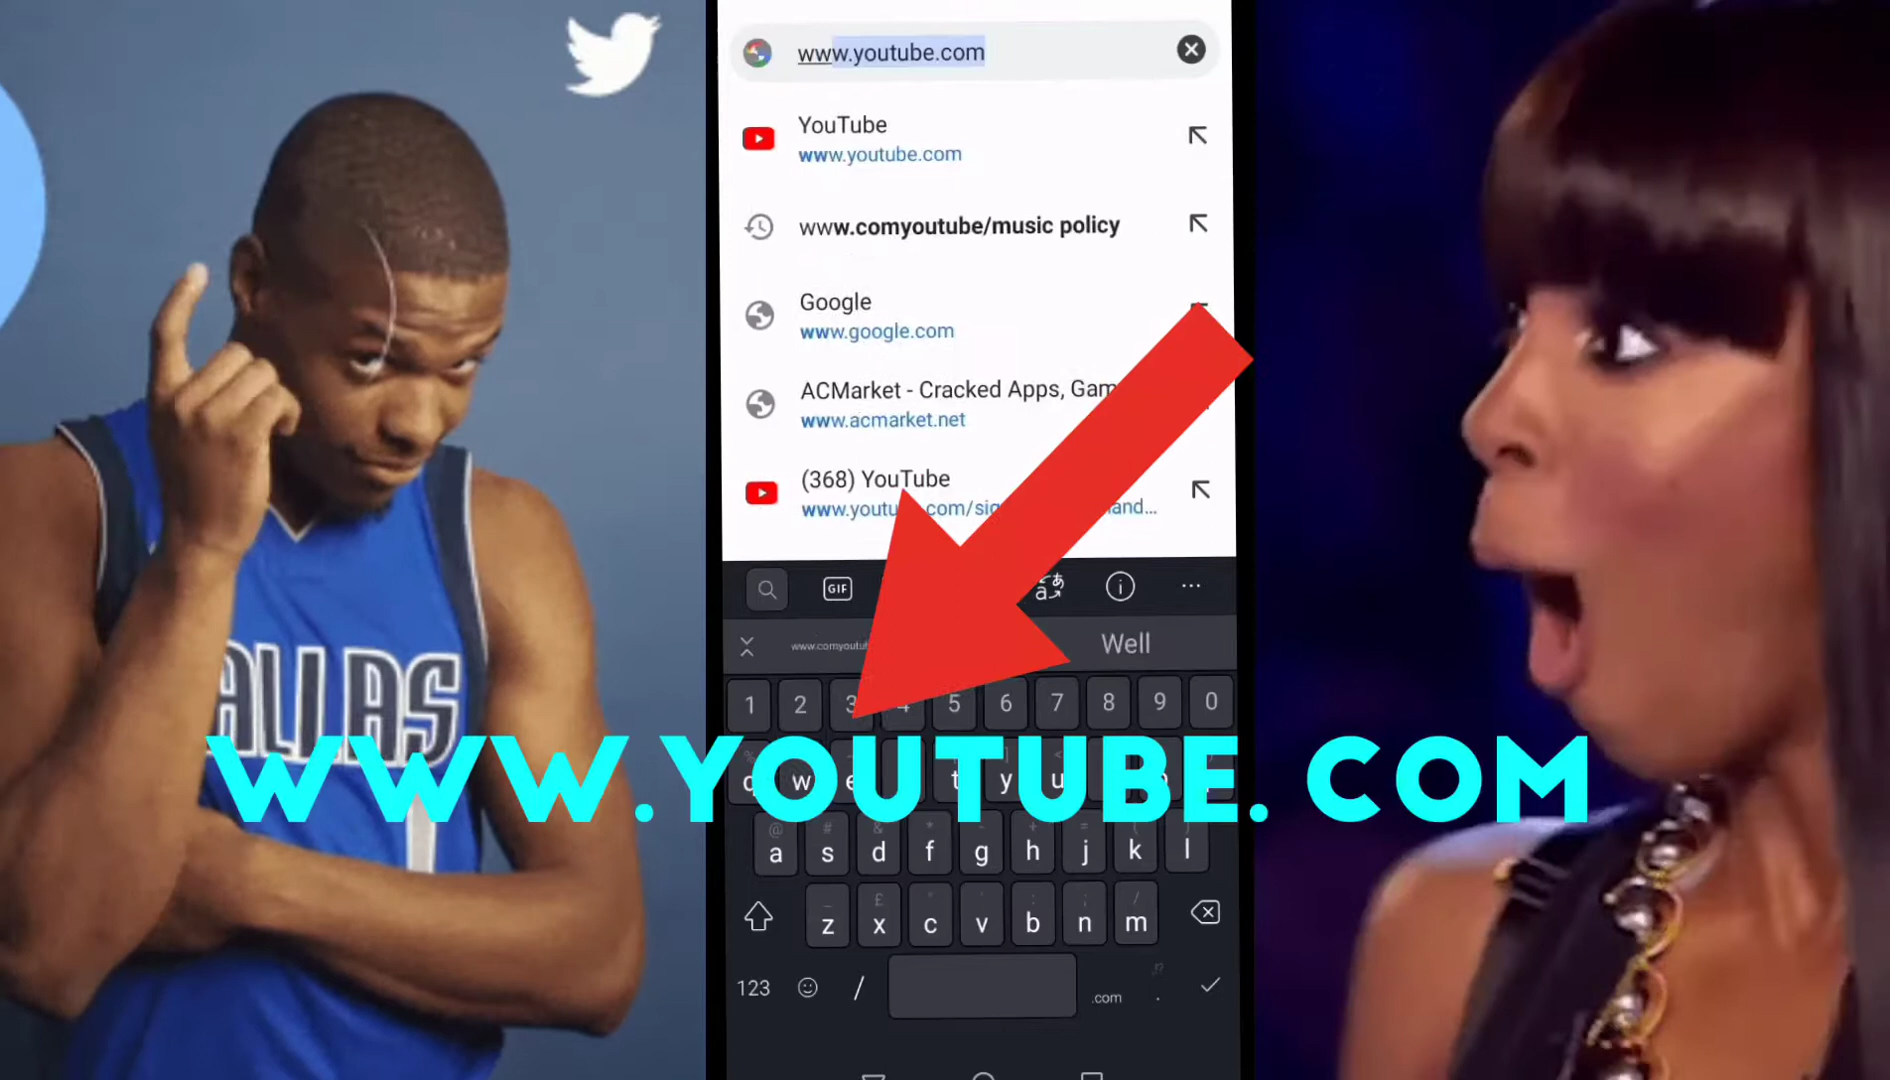 www.youtube.com
YouTube
www.youtube.com
www.comyoutube/music policy
Google
www.google.com
ACMarket - Cracked Apps, Gam
www.acmarket.net
(368) YouTube
GIF
Well
1 2 3 4 5 6 7 8 9 0
WWW.YOUTUBE. COM
q w e t y u
a s d f g h j k l
z x c v b n m
123 / .com .
DALLAS